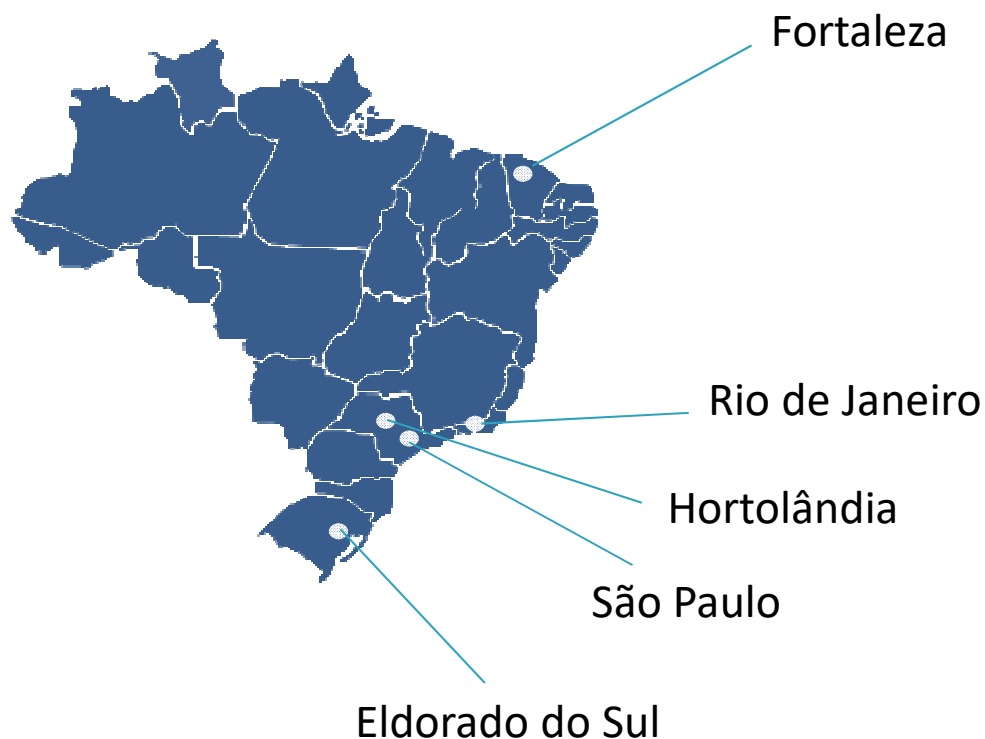 Fortaleza
Rio de Janeiro
Hortolândia
São Paulo
Eldorado do Sul